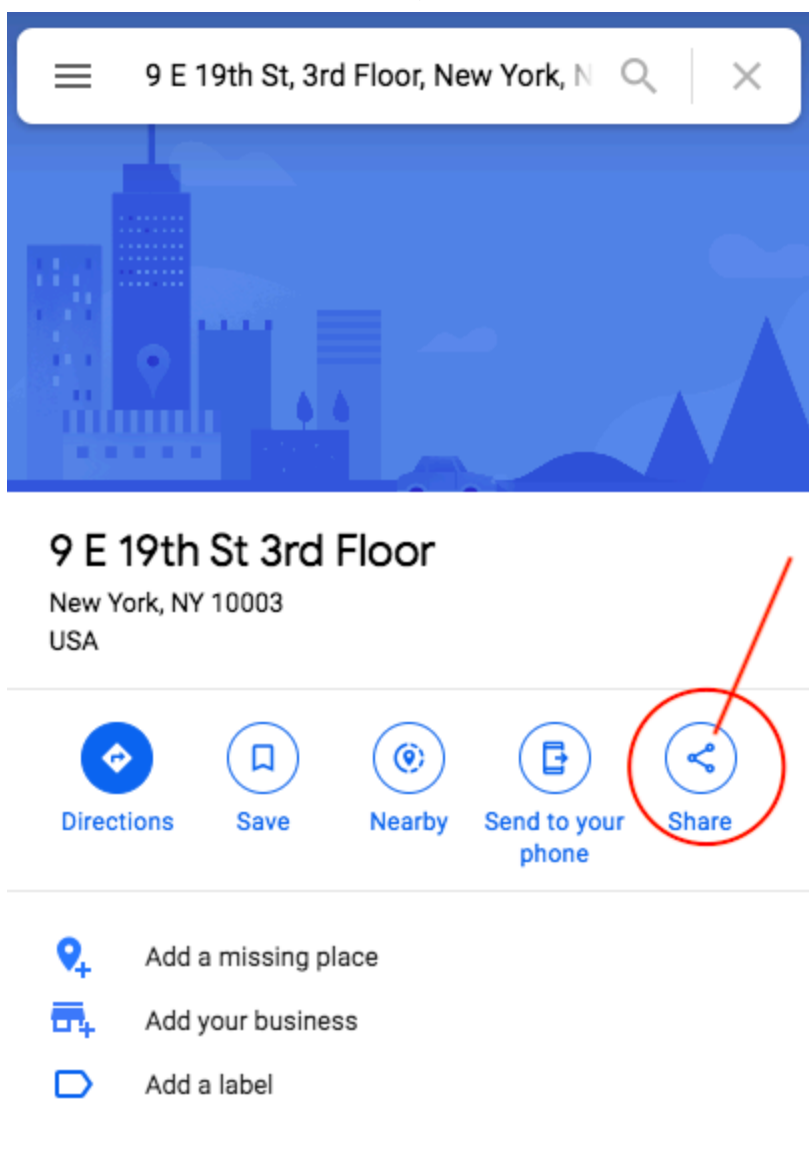 9 E 19th St, 3rd Floor, New York, N
9 E 19th St 3rd Floor
New York, NY 10003
USA
Directions
Save
Nearby
Send to your
phone
Share
Add a missing place
Add your business
Add a label